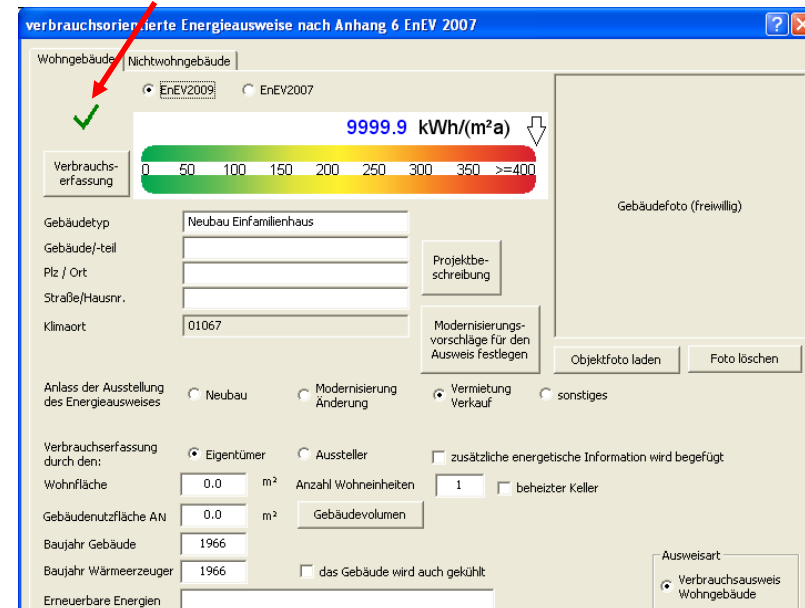 verbrauchsorientierte Energieausweise nach Anhang 6 EnEV 2007
Wohngebäude Nichtwohngebäude
EnEV2009 EnEV2007
9999.9 kWh/(m²a)
0 50 100 150 200 250 300 350 >=400
Verbrauchs-
erfassung
Gebäudefoto (freiwillig)
Gebäudetyp Neubau Einfamilienhaus
Gebäude/-teil
Plz / Ort
Straße/Hausnr.
Klimaort 01067
Projektbe-
schreibung
Modernisierungs-
vorschläge für den
Ausweis festlegen
Objektfoto laden Foto löschen
Anlass der Ausstellung
des Energieausweises
Neubau
Modernisierung
Änderung
Vermietung
Verkauf
sonstiges
Verbrauchserfassung
durch den:
Eigentümer Aussteller
zusätzliche energetische Information wird begefügt
Wohnfläche 0.0 m² Anzahl Wohneinheiten 1 beheizter Keller
Gebäudenutzfläche AN 0.0 m² Gebäudevolumen
Baujahr Gebäude 1966
Baujahr Wärmeerzeuger 1966 das Gebäude wird auch gekühlt
Ausweisart
Verbrauchsausweis
Wohngebäude
Erneuerbare Energien